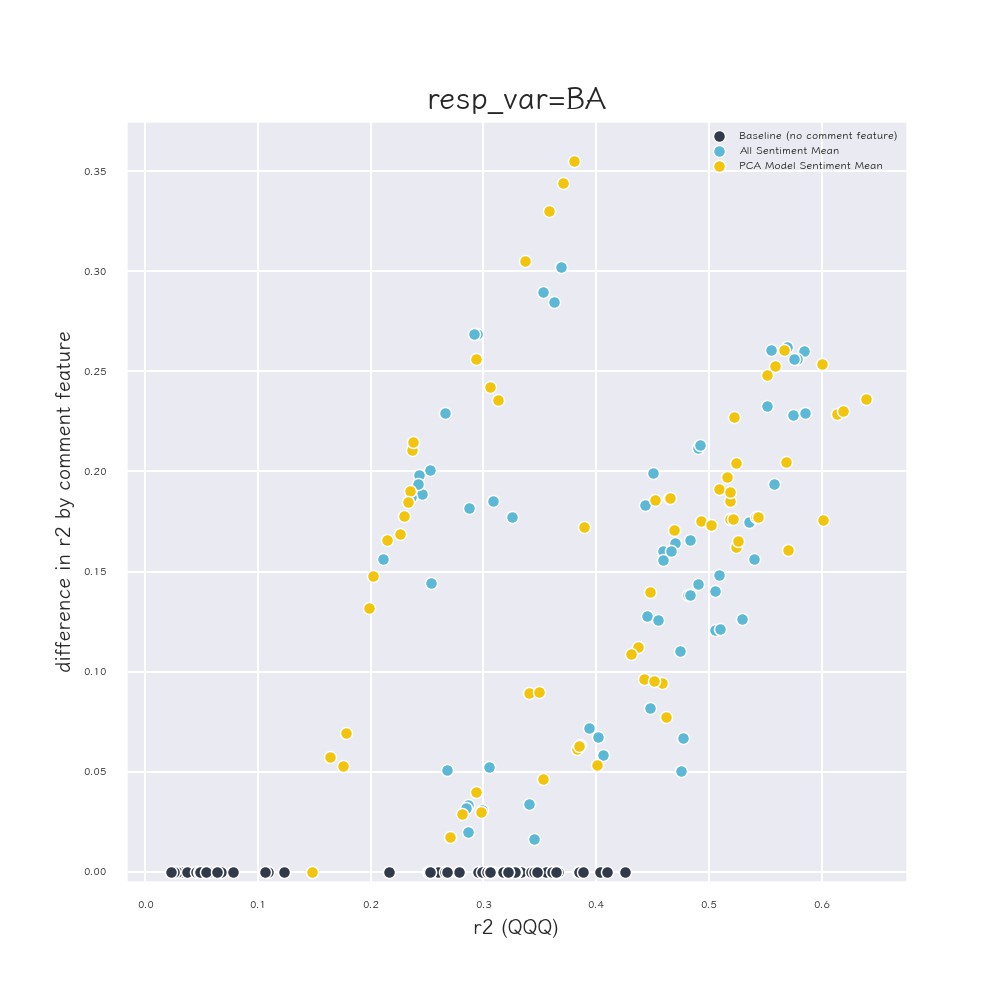 resp_var=BA
Baseline (no comment feature)
All Sentiment Mean
PCA Model Sentiment Mean
difference in r2 by comment feature
0.35
0.30
0.25
0.20
0.15
0.10
0.05
0.00
0.0 0.1 0.2 0.3 0.4 0.5 0.6
r2 (QQQ)